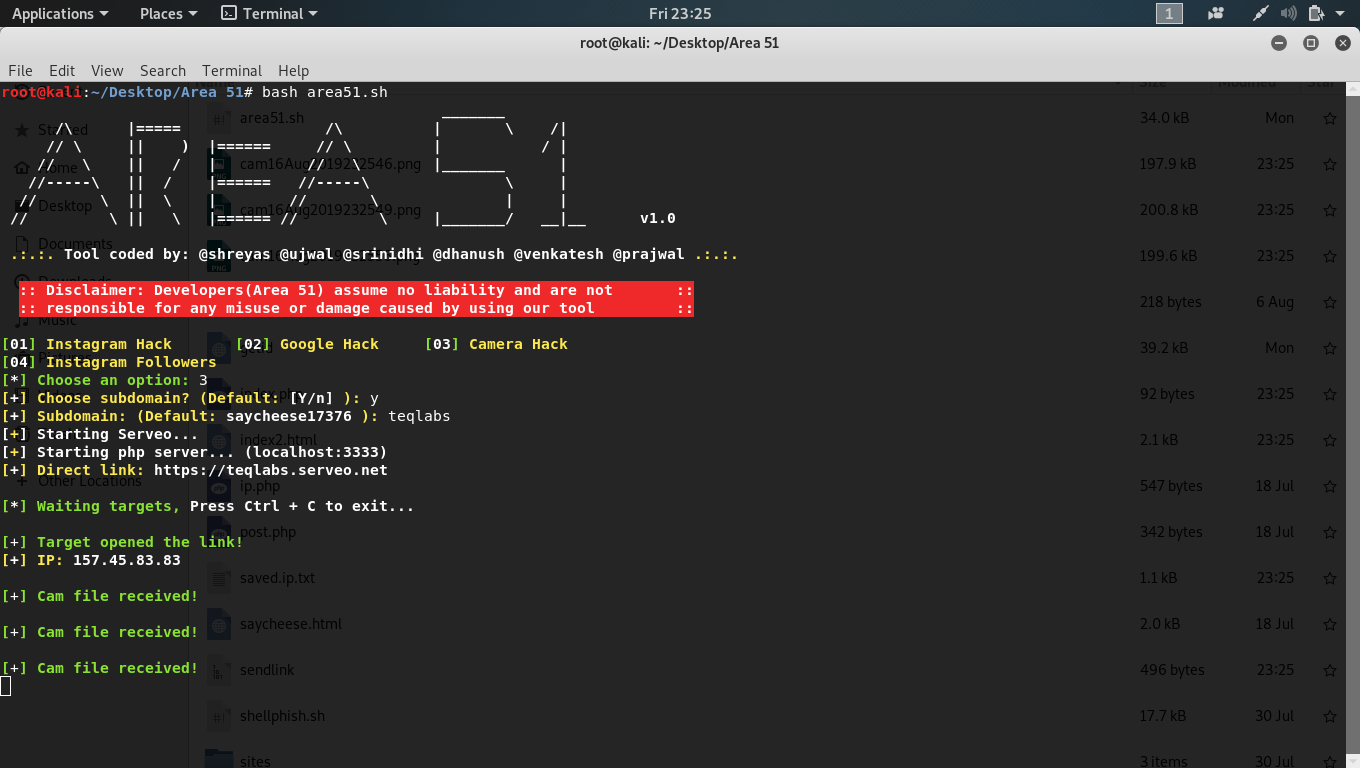 Applications Places Terminal Fri 23:25 1
root@kali: ~/Desktop/Area 51
File Edit View Search Terminal Help
Size Modified Star
root@kali:~/Desktop/Area 51# bash area51.sh
area51.sh 34.0 kB Mon
Starred
cam16Aug2019232546.png 197.9 kB 23:25
Home
cam16Aug2019232549.png 200.8 kB 23:25
Desktop
v1.0
Documents
199.6 kB 23:25
.:.:. Tool coded by: @shreyas @ujwal @srinidhi @dhanush @venkatesh @prajwal .:.:.
Downloads
:: Disclaimer: Developers(Area 51) assume no liability and are not ::
218 bytes 6 Aug
:: responsible for any misuse or damage caused by using our tool ::
Music
[01] Instagram Hack [02] Google Hack [03] Camera Hack
39.2 kB Mon
[04] Instagram Followers
[*] Choose an option: 3
[+] Choose subdomain? (Default: [Y/n] ): y
index.php 92 bytes 23:25
[+] Subdomain: (Default: saycheese17376 ): teqlabs
[+] Starting Serveo...
index2.html 2.1 kB 23:25
[+] Starting php server... (localhost:3333)
[+] Direct link: https://teqlabs.serveo.net
+ Other Locations
ip.php 547 bytes 18 Jul
[*] Waiting targets, Press Ctrl + C to exit...
post.php 342 bytes 18 Jul
[+] Target opened the link!
[+] IP: 157.45.83.83
saved.ip.txt 1.1 kB 23:25
[+] Cam file received!
saycheese.html 2.0 kB 18 Jul
[+] Cam file received!
[+] Cam file received!
sendlink 496 bytes 23:25
shellphish.sh 17.7 kB 30 Jul
sites 3 items 30 Jul